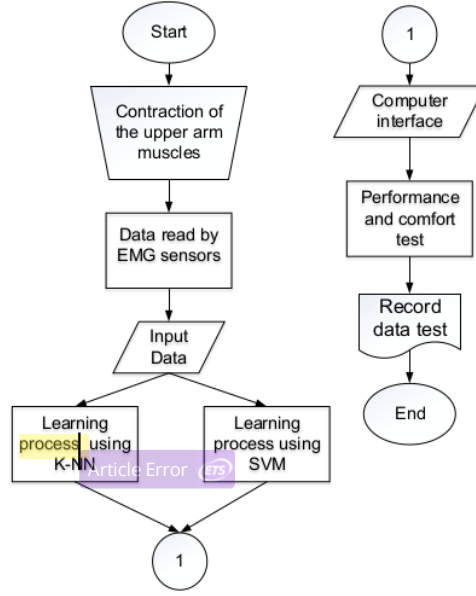 Start
Contraction of
the upper arm
muscles
Data read by
EMG sensors
Input
Data
Learning
process using
K-NN
Article Error ETS
Learning
process using
SVM
1
1
Computer
interface
Performance
and comfort
test
Record
data test
End